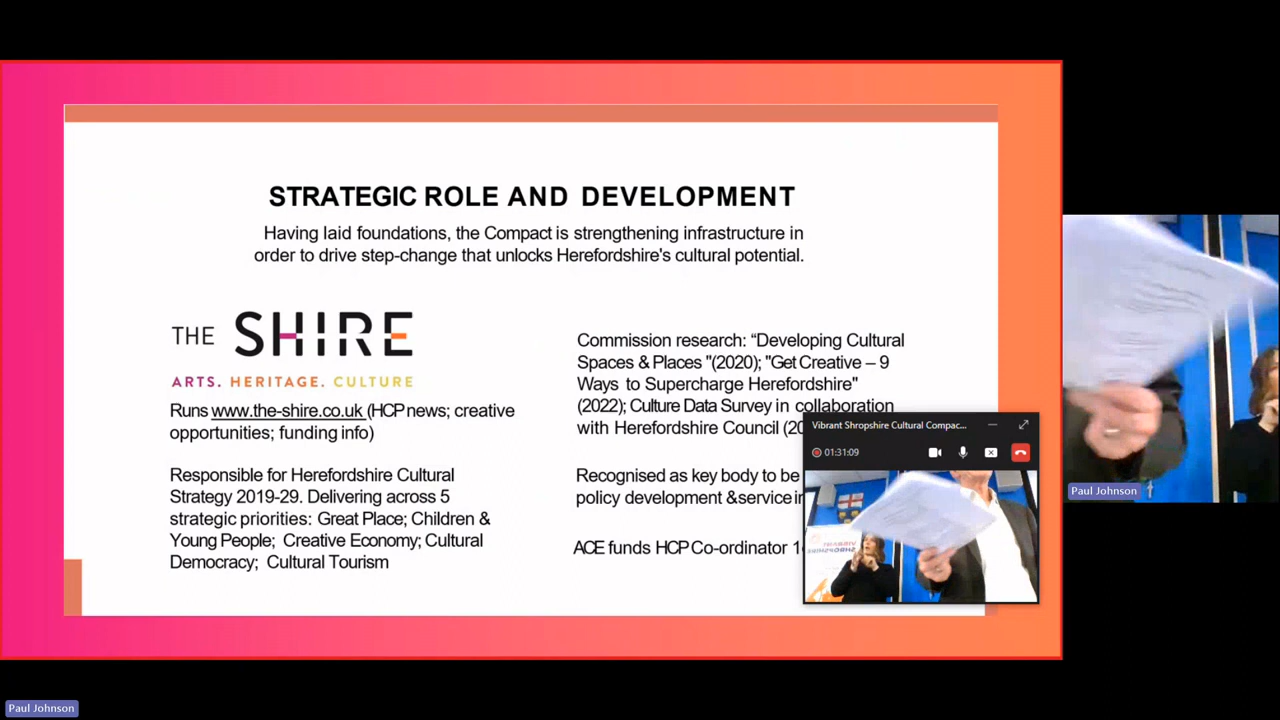 STRATEGIC ROLE AND DEVELOPMENT
Having laid foundations, the Compact is strengthening infrastructure in
order to drive step-change that unlocks Herefordshire's cultural potential.
THE SHIRE
ARTS. HERITAGE. CULTURE
Runs www.the-shire.co.uk (HCP news; creative
opportunities; funding info)
Responsible for Herefordshire Cultural
Strategy 2019-29. Delivering across 5
strategic priorities: Great Place; Children &
Young People; Creative Economy; Cultural
Democracy; Cultural Tourism
Commission research: “Developing Cultural
Spaces & Places "(2020); "Get Creative – 9
Ways to Supercharge Herefordshire"
(2022); Culture Data Survey in collaboration
with Herefordshire Council (20
Recognised as key body to be
policy development &service
ACE funds HCP Co-ordinator
Vibrant Shropshire Cultural Compac...
01:31:09
VIBRANT
SHROPSHIRE
Paul Johnson
Paul Johnson